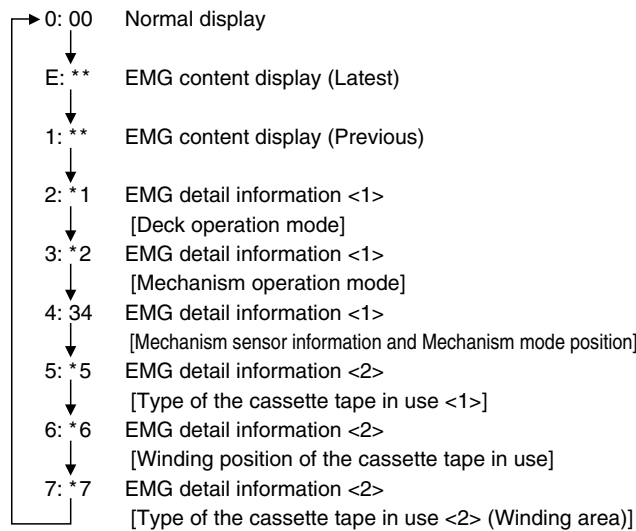 0: 00 Normal display
E: ** EMG content display (Latest)
1: ** EMG content display (Previous)
2: *1 EMG detail information <1>
[Deck operation mode]
3: *2 EMG detail information <1>
[Mechanism operation mode]
4: 34 EMG detail information <1>
[Mechanism sensor information and Mechanism mode position]
5: *5 EMG detail information <2>
[Type of the cassette tape in use <1>]
6: *6 EMG detail information <2>
[Winding position of the cassette tape in use]
7: *7 EMG detail information <2>
[Type of the cassette tape in use <2> (Winding area)]